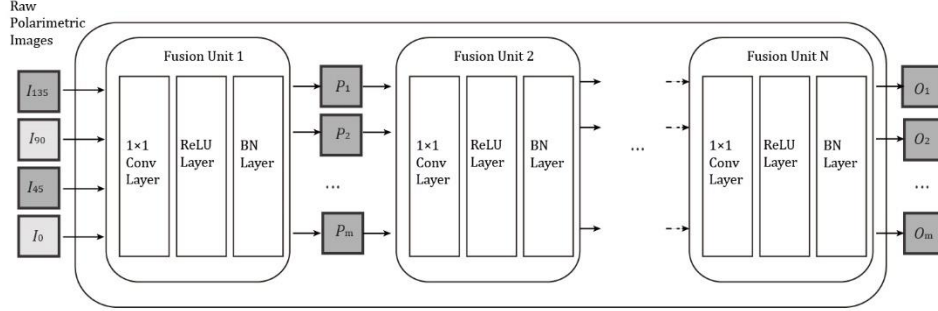 Raw
Polarimetric
Images
I135
I90
I45
I0
Fusion Unit 1
1×1
Conv
Layer
ReLU
Layer
BN
Layer
P1
P2
...
Pm
Fusion Unit 2
1×1
Conv
Layer
ReLU
Layer
BN
Layer
...
Fusion Unit N
1×1
Conv
Layer
ReLU
Layer
BN
Layer
O1
O2
...
Om